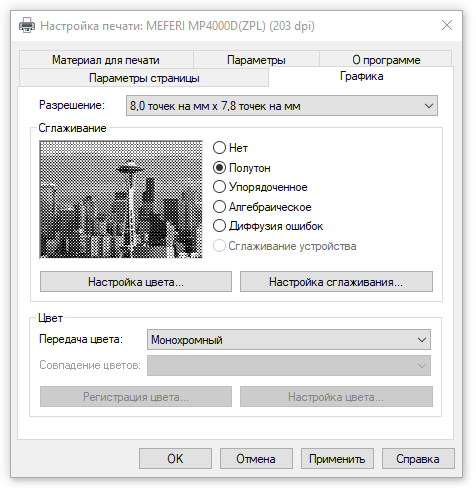 Настройка печати: MEFERI MP4000D(ZPL) (203 dpi)
Материал для печати Параметры О программе
Параметры страницы Графика
Разрешение: 8,0 точек на мм x 7,8 точек на мм
Сглаживание
Нет
Полутон
Упорядоченное
Алгебраическое
Диффузия ошибок
Сглаживание устройства
Настройка цвета... Настройка сглаживания...
Цвет
Передача цвета: Монохромный
Совпадение цветов:
Регистрация цвета... Настройка цвета...
OK Отмена Применить Справка